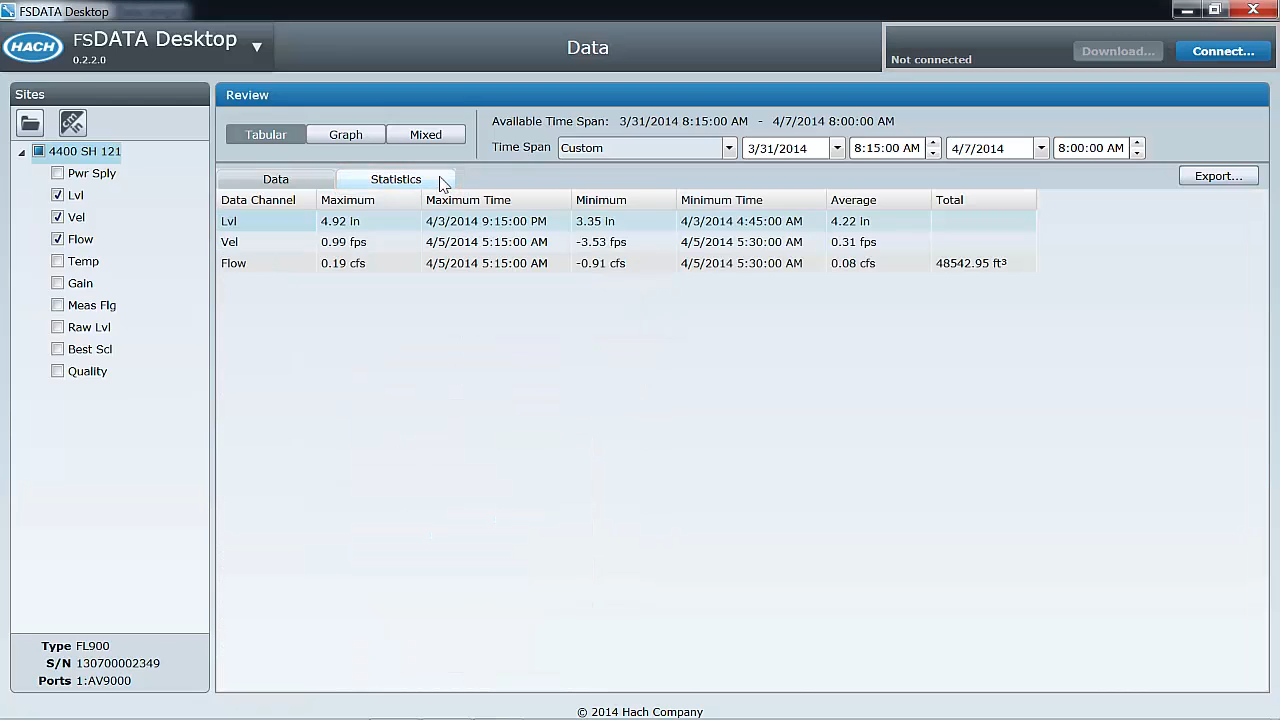 FSDATA Desktop
HACH
FSDATA Desktop
0.2.2.0
Data
Not connected
Download...
Connect...
Sites
4400 SH 121
Pwr Sply
Lvl
Vel
Flow
Temp
Gain
Meas Flg
Raw Lvl
Best Scl
Quality
Type FL900
S/N 130700002349
Ports 1:AV9000
Review
Tabular Graph Mixed
Available Time Span: 3/31/2014 8:15:00 AM - 4/7/2014 8:00:00 AM
Time Span Custom 3/31/2014 8:15:00 AM 4/7/2014 8:00:00 AM
Data Statistics Export...
Data Channel Maximum Maximum Time Minimum Minimum Time Average Total
Lvl 4.92 in 4/3/2014 9:15:00 PM 3.35 in 4/3/2014 4:45:00 AM 4.22 in
Vel 0.99 fps 4/5/2014 5:15:00 AM -3.53 fps 4/5/2014 5:30:00 AM 0.31 fps
Flow 0.19 cfs 4/5/2014 5:15:00 AM -0.91 cfs 4/5/2014 5:30:00 AM 0.08 cfs 48542.95 ft³
© 2014 Hach Company